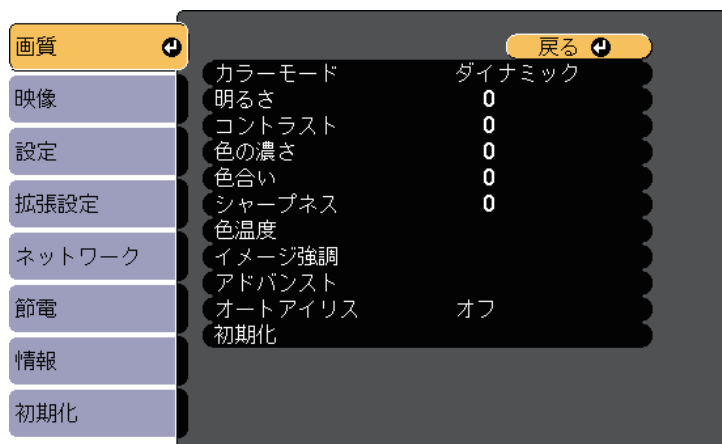 画質
映像
設定
拡張設定
ネットワーク
節電
情報
初期化
戻る
カラーモード ダイナミック
明るさ 0
コントラスト 0
色の濃さ 0
色合い 0
シャープネス 0
色温度
イメージ強調
アドバンスト
オートアイリス オフ
初期化